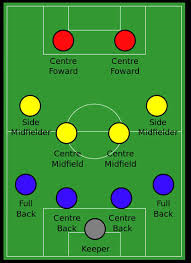 Centre Centre
Foward Foward
Side Side
Midfielder Midfielder
Centre Centre
Midfield Midfield
Full Full
Back Back
Centre Centre
Back Back
Keeper